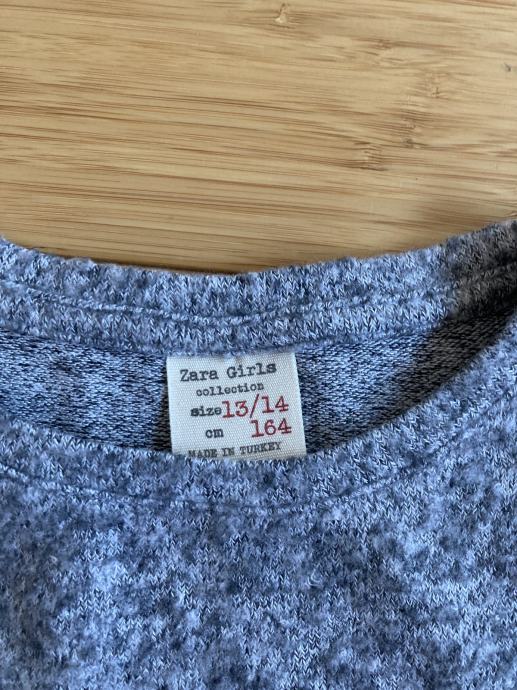 Zara Girls
collection
size 13/14
cm 164
MADE IN TURKEY